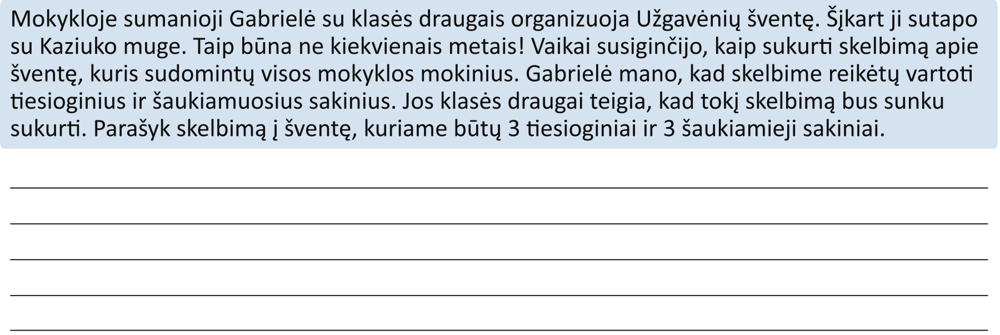 Mokykloje sumanioji Gabrielė su klasės draugais organizuoja Užgavėnių šventę. Šįkart ji sutapo
su Kaziuko muge. Taip būna ne kiekvienais metais! Vaikai susiginčijo, kaip sukurti skelbimą apie
šventę, kuris sudomintų visos mokyklos mokinius. Gabrielė mano, kad skelbime reikėtų vartoti
tiesioginius ir šaukiamuosius sakinius. Jos klasės draugai teigia, kad tokį skelbimą bus sunku
sukurti. Parašyk skelbimą į šventę, kuriame būtų 3 tiesioginiai ir 3 šaukiamieji sakiniai.